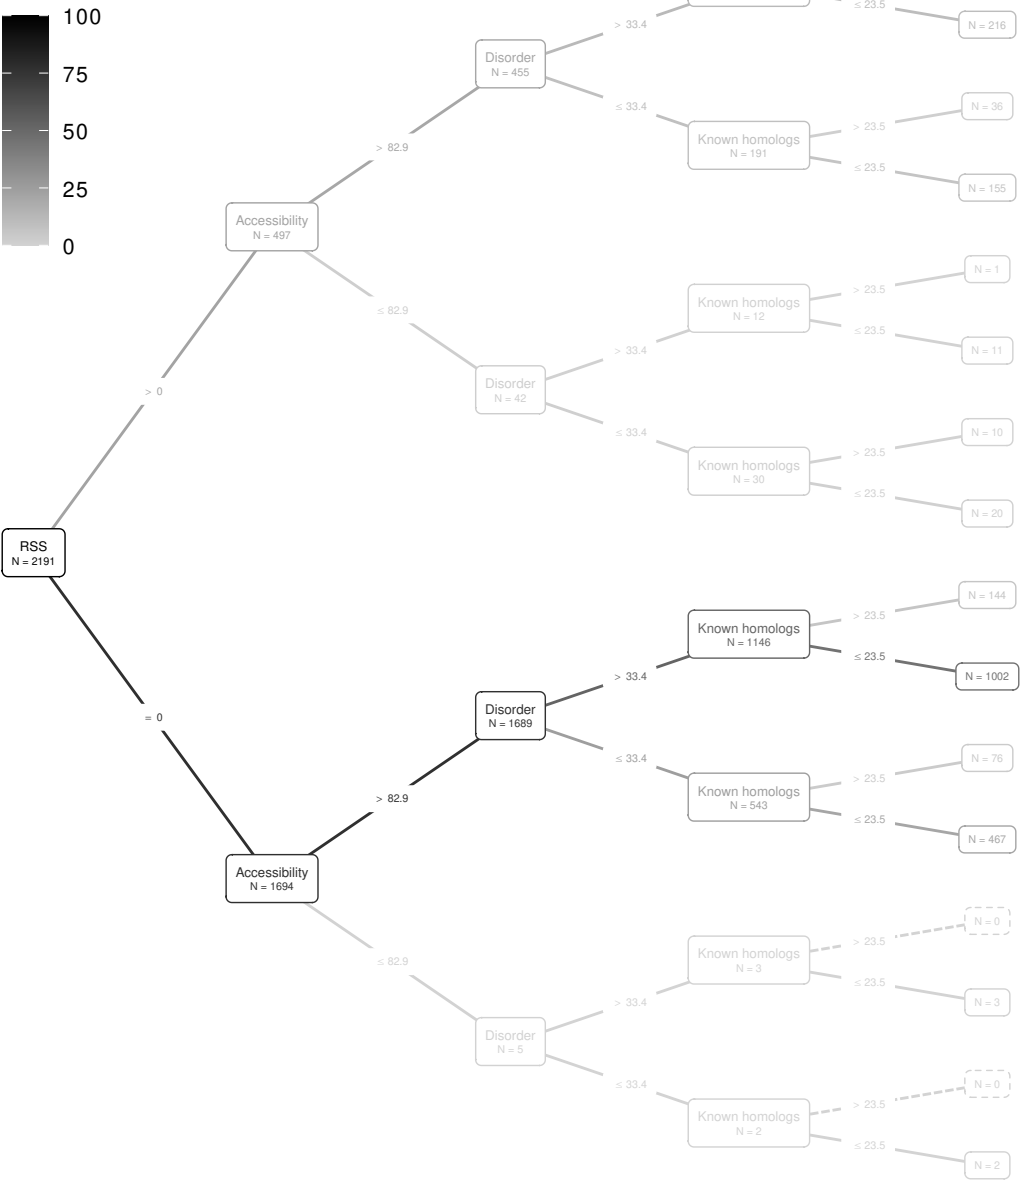 100
75
50
25
0
≤ 23.5
N = 216
> 33.4
Disorder
N = 455
≤ 33.4
Known homologs
N = 191
> 23.5
N = 36
≤ 23.5
N = 155
> 82.9
Accessibility
N = 497
≤ 82.9
Known homologs
N = 12
> 23.5
N = 1
≤ 23.5
N = 11
> 33.4
Disorder
N = 42
≤ 33.4
Known homologs
N = 30
> 23.5
N = 10
≤ 23.5
N = 20
> 0
RSS
N = 2191
= 0
Known homologs
N = 1146
> 23.5
N = 144
≤ 23.5
N = 1002
> 33.4
Disorder
N = 1689
≤ 33.4
Known homologs
N = 543
> 23.5
N = 76
≤ 23.5
N = 467
> 82.9
Accessibility
N = 1694
≤ 82.9
Known homologs
N = 3
> 23.5
N = 0
≤ 23.5
N = 3
> 33.4
Disorder
N = 5
≤ 33.4
Known homologs
N = 2
> 23.5
N = 0
≤ 23.5
N = 2